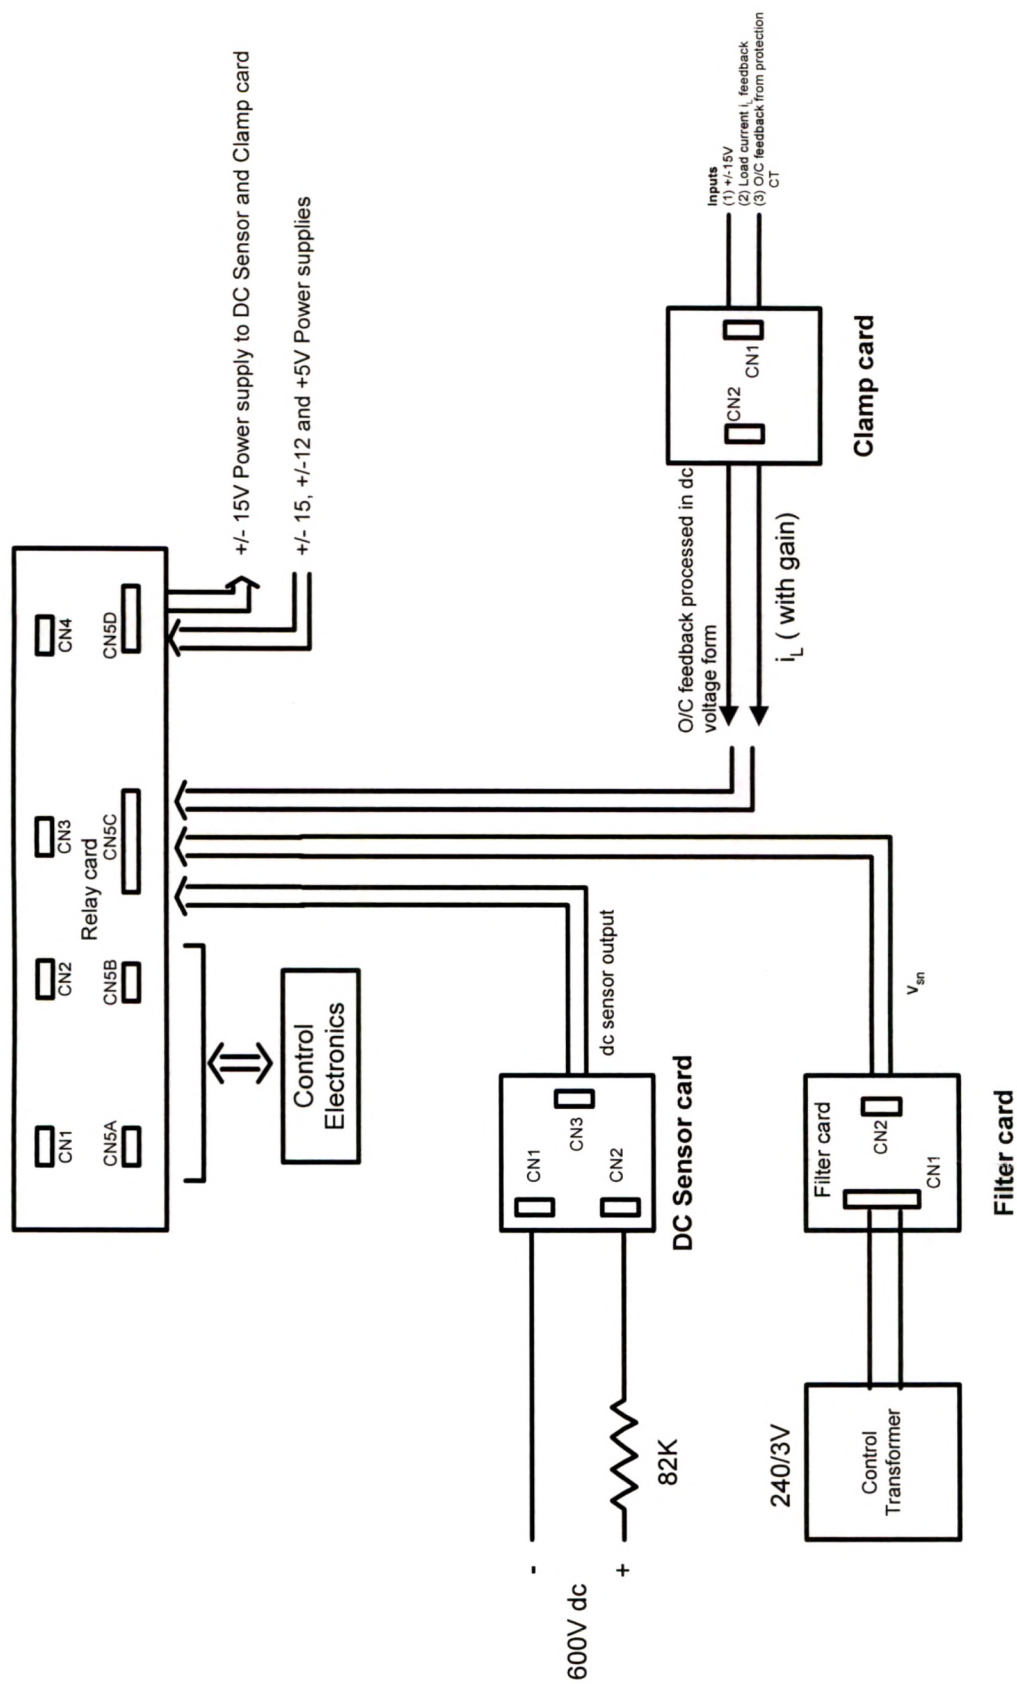 CN1
CN2
CN3
CN4
Relay card
CN5A
CN5B
CN5C
CN5D
+/- 15V Power supply to DC Sensor and Clamp card
+/- 15, +/-12 and +5V Power supplies
Control
Electronics
600V dc
-
+
82K
CN1
CN3
CN2
DC Sensor card
dc sensor output
O/C feedback processed in dc
voltage form
iL ( with gain)
CN2
CN1
Clamp card
Inputs
(1) +/-15V
(2) Load current iL feedback
(3) O/C feedback from protection
CT
240/3V
Control
Transformer
Filter card
CN2
CN1
Vsn
Filter card